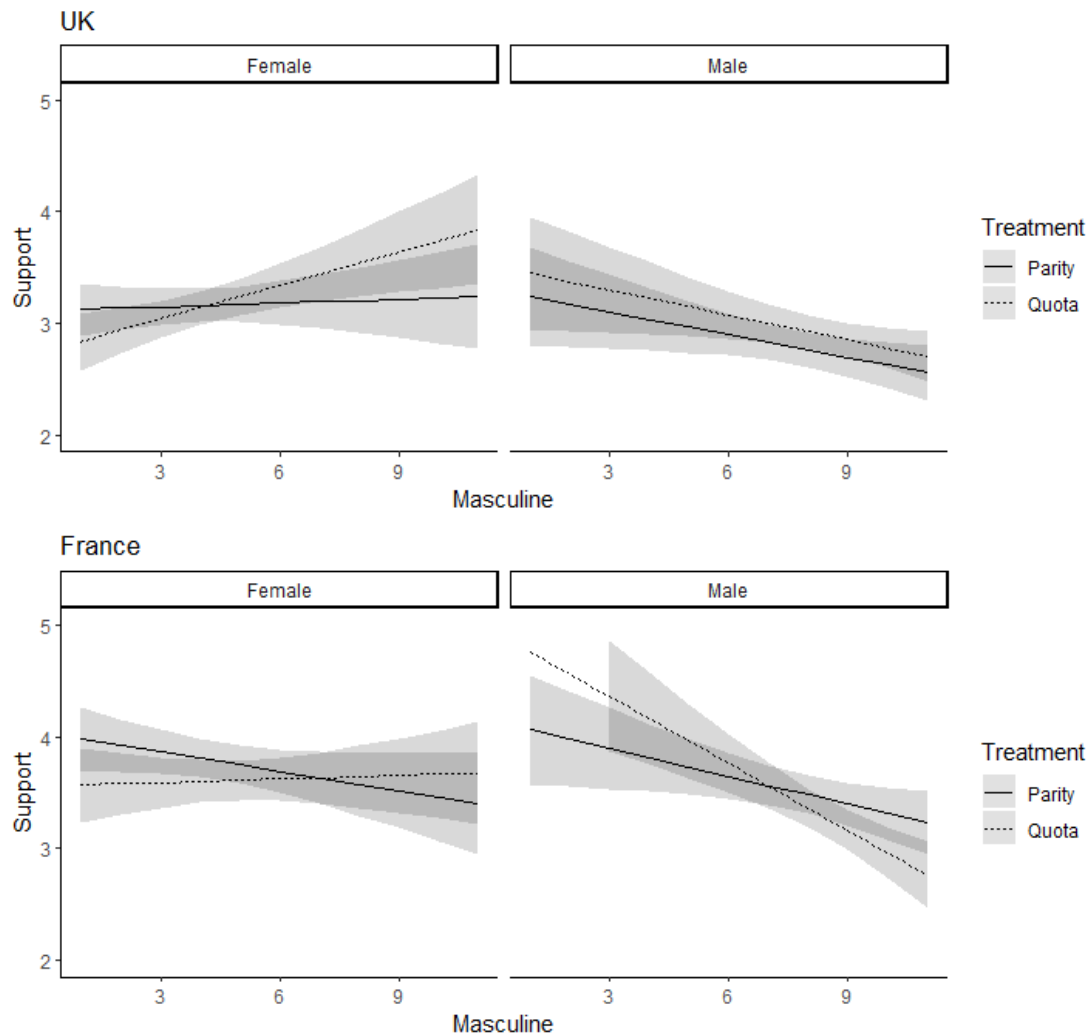 UK
Female
Male
5
4
3
2
Support
3
6
9
3
6
9
Masculine
Treatment
Parity
Quota
France
Female
Male
5
4
3
2
Support
3
6
9
3
6
9
Masculine
Treatment
Parity
Quota